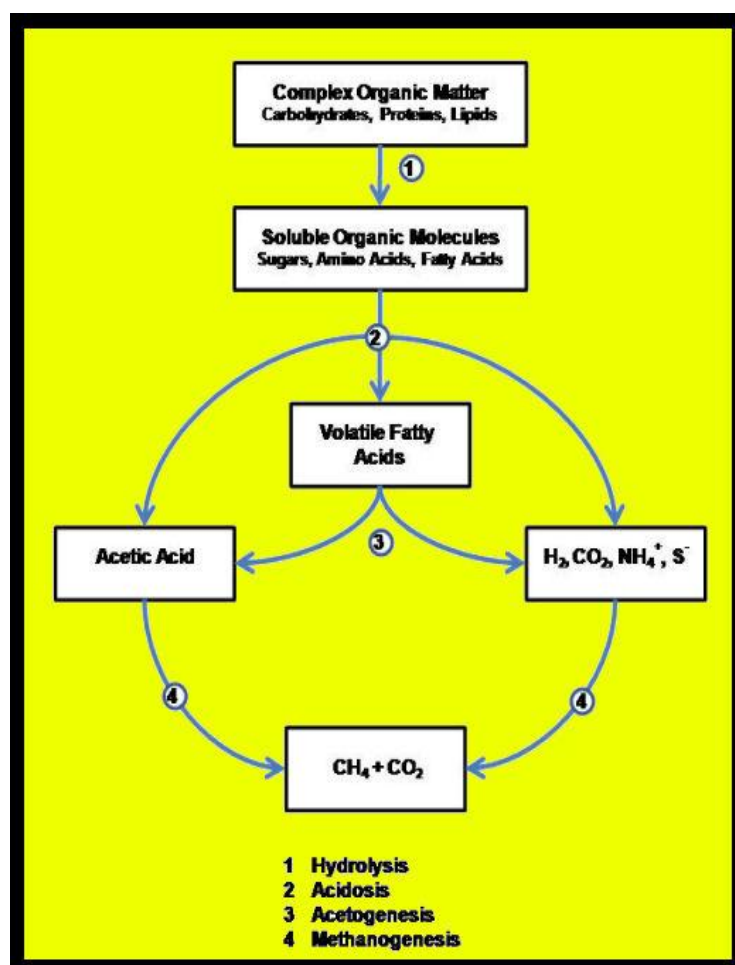 Complex Organic Matter
Carbohydrates, Proteins, Lipids
1
Soluble Organic Molecules
Sugars, Amino Acids, Fatty Acids
2
Volatile Fatty
Acids
3
Acetic Acid
H₂, CO₂, NH₄⁺, S⁻
4
4
CH₄ + CO₂
1 Hydrolysis
2 Acidosis
3 Acetogenesis
4 Methanogenesis